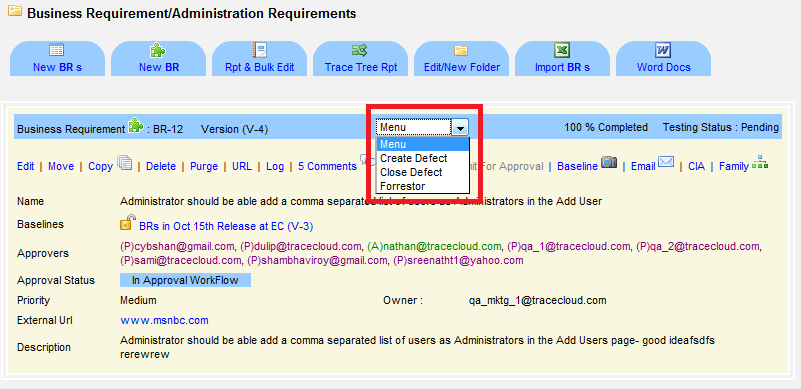 Business Requirement/Administration Requirements
New BR s
New BR
Rpt & Bulk Edit
Trace Tree Rpt
Edit/New Folder
Import BR s
Word Docs
Business Requirement : BR-12 Version (V-4) Menu 100 % Completed Testing Status : Pending
Menu
Create Defect
Close Defect
Forrestor
Edit | Move | Copy | Delete | Purge | URL | Log | 5 Comments For Approval | Baseline | Email | CIA | Family
Name Administrator should be able add a comma separated list of users as Administrators in the Add User
Baselines BRs in Oct 15th Release at EC (V-3)
Approvers (P)cybshan@gmail.com, (P)dulip@tracecloud.com, (A)nathan@tracecloud.com, (P)qa_1@tracecloud.com, (P)qa_2@tracecloud.com,
(P)sami@tracecloud.com, (P)shambhaviroy@gmail.com, (P)sreenatht1@yahoo.com
Approval Status In Approval WorkFlow
Priority Medium Owner : qa_mktg_1@tracecloud.com
External Url www.msnbc.com
Description Administrator should be able add a comma separated list of users as Administrators in the Add Users page- good ideafsdfs
rerewrew